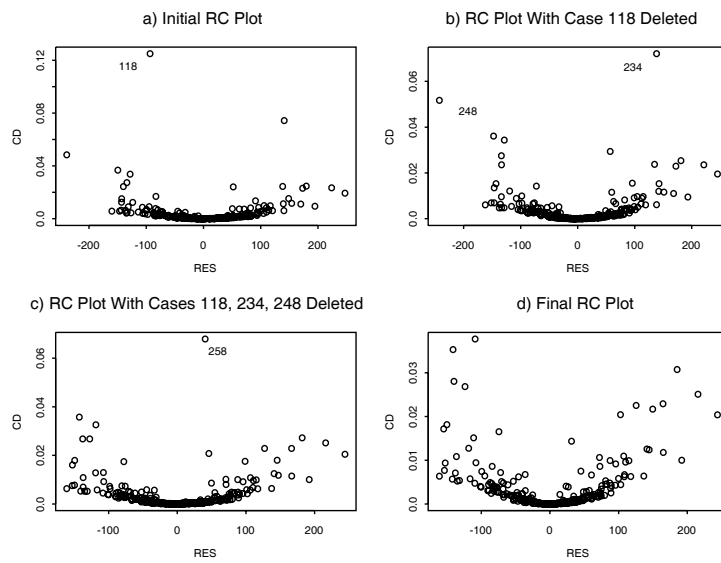 a) Initial RC Plot
118
CD
0.0 0.04 0.08 0.12
-200 -100 0 100 200
RES
b) RC Plot With Case 118 Deleted
234
248
CD
0.0 0.02 0.04 0.06
-200 -100 0 100 200
RES
c) RC Plot With Cases 118, 234, 248 Deleted
258
CD
0.0 0.02 0.04 0.06
-100 0 100 200
RES
d) Final RC Plot
CD
0.0 0.01 0.02 0.03
-100 0 100 200
RES